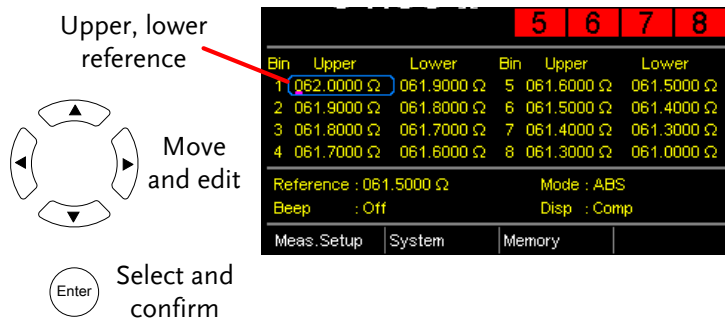 Upper, lower
reference
5 6 7 8
Bin Upper Lower Bin Upper Lower
1 062.0000 Ω 061.9000 Ω 5 061.6000 Ω 061.5000 Ω
2 061.9000 Ω 061.8000 Ω 6 061.5000 Ω 061.4000 Ω
3 061.8000 Ω 061.7000 Ω 7 061.4000 Ω 061.3000 Ω
4 061.7000 Ω 061.6000 Ω 8 061.3000 Ω 061.0000 Ω
Move
and edit
Reference : 061.5000 Ω Mode : ABS
Beep : Off Disp : Comp
Meas.Setup System Memory
Enter
Select and
confirm